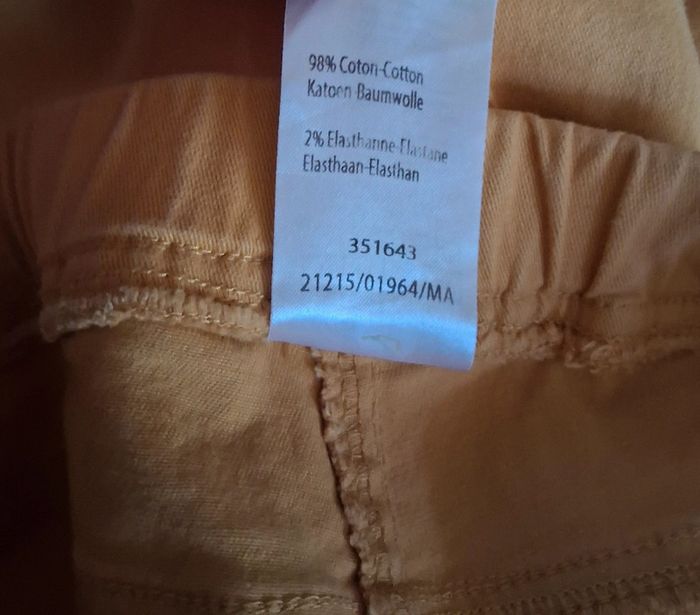 98% Coton-Cotton
Katoen-Baumwolle
2% Elasthanne-Elastane
Elasthaan-Elasthan
351643
21215/01964/MA